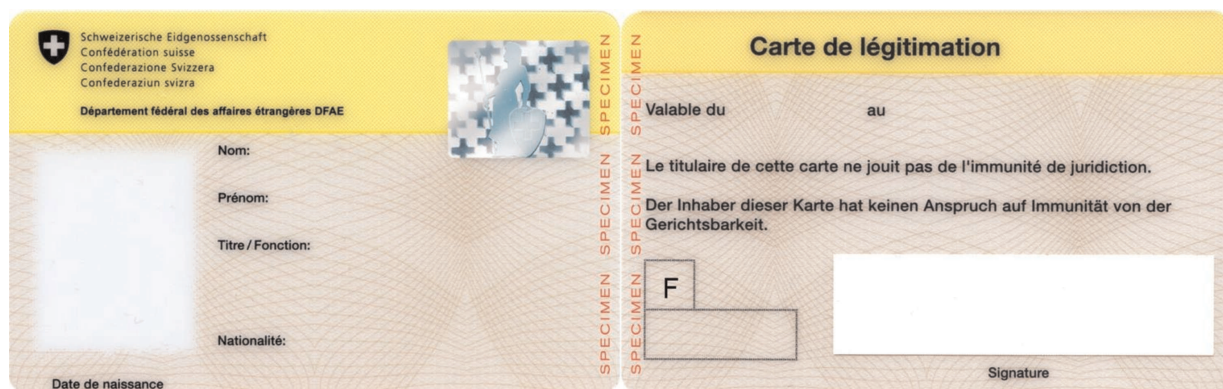 Schweizerische Eidgenossenschaft
Confédération suisse
Confederazione Svizzera
Confederaziun svizra
Département fédéral des affaires étrangères DFAE
Nom:
Prénom:
Titre / Fonction:
Nationalité:
Date de naissance
SPECIMEN SPECIMEN SPECIMEN
SPECIMEN SPECIMEN SPECIMEN
Carte de légitimation
Valable du au
Le titulaire de cette carte ne jouit pas de l'immunité de juridiction.
Der Inhaber dieser Karte hat keinen Anspruch auf Immunität von der
Gerichtsbarkeit.
F
Signature